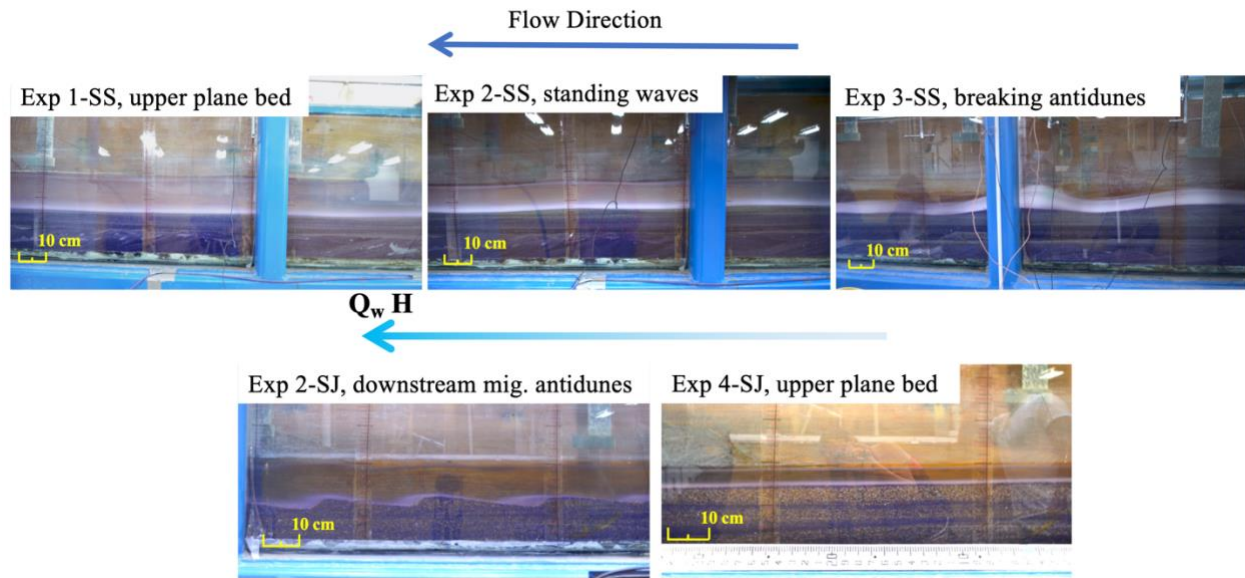 Flow Direction
Exp 1-SS, upper plane bed
Exp 2-SS, standing waves
Exp 3-SS, breaking antidunes
10 cm
10 cm
10 cm
Qw H
Exp 2-SJ, downstream mig. antidunes
Exp 4-SJ, upper plane bed
10 cm
10 cm